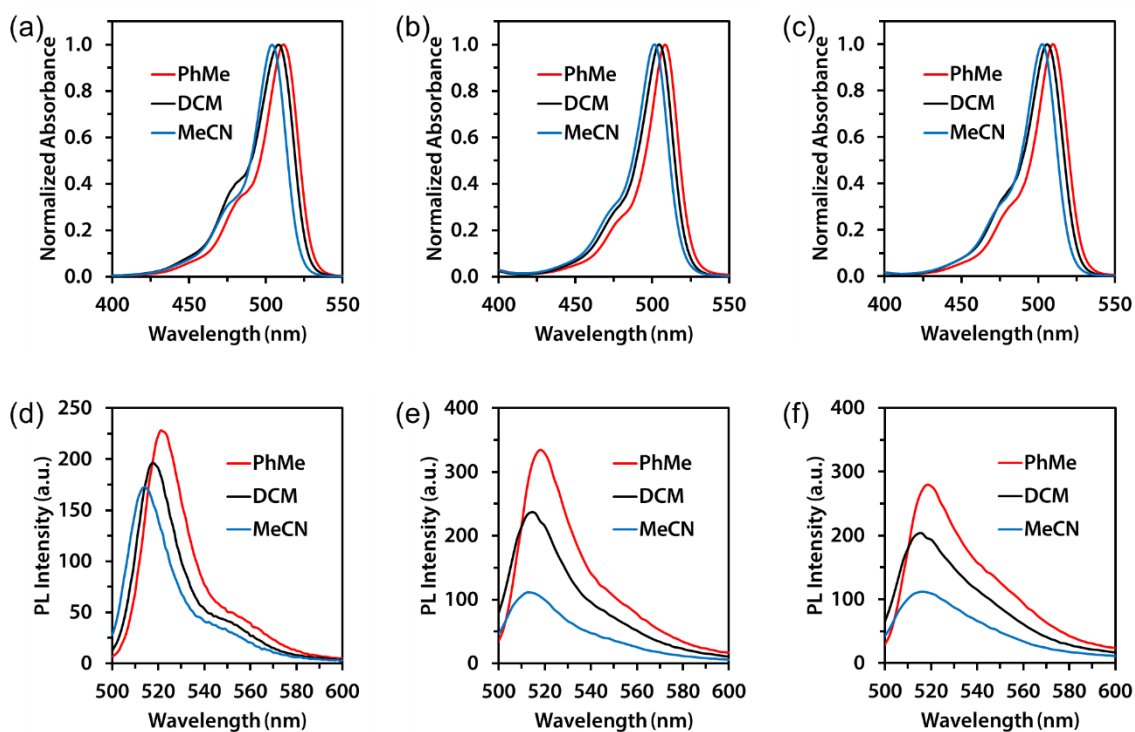 (a)
Normalized Absorbance
1.0
0.8
0.6
0.4
0.2
0.0
PhMe
DCM
MeCN
400 450 500 550
Wavelength (nm)
(b)
Normalized Absorbance
1.0
0.8
0.6
0.4
0.2
0.0
PhMe
DCM
MeCN
400 450 500 550
Wavelength (nm)
(c)
Normalized Absorbance
1.0
0.8
0.6
0.4
0.2
0.0
PhMe
DCM
MeCN
400 450 500 550
Wavelength (nm)
(d)
PL Intensity (a.u.)
250
200
150
100
50
0
PhMe
DCM
MeCN
500 520 540 560 580 600
Wavelength (nm)
(e)
PL Intensity (a.u.)
400
300
200
100
0
PhMe
DCM
MeCN
500 520 540 560 580 600
Wavelength (nm)
(f)
PL Intensity (a.u.)
400
300
200
100
0
PhMe
DCM
MeCN
500 520 540 560 580 600
Wavelength (nm)